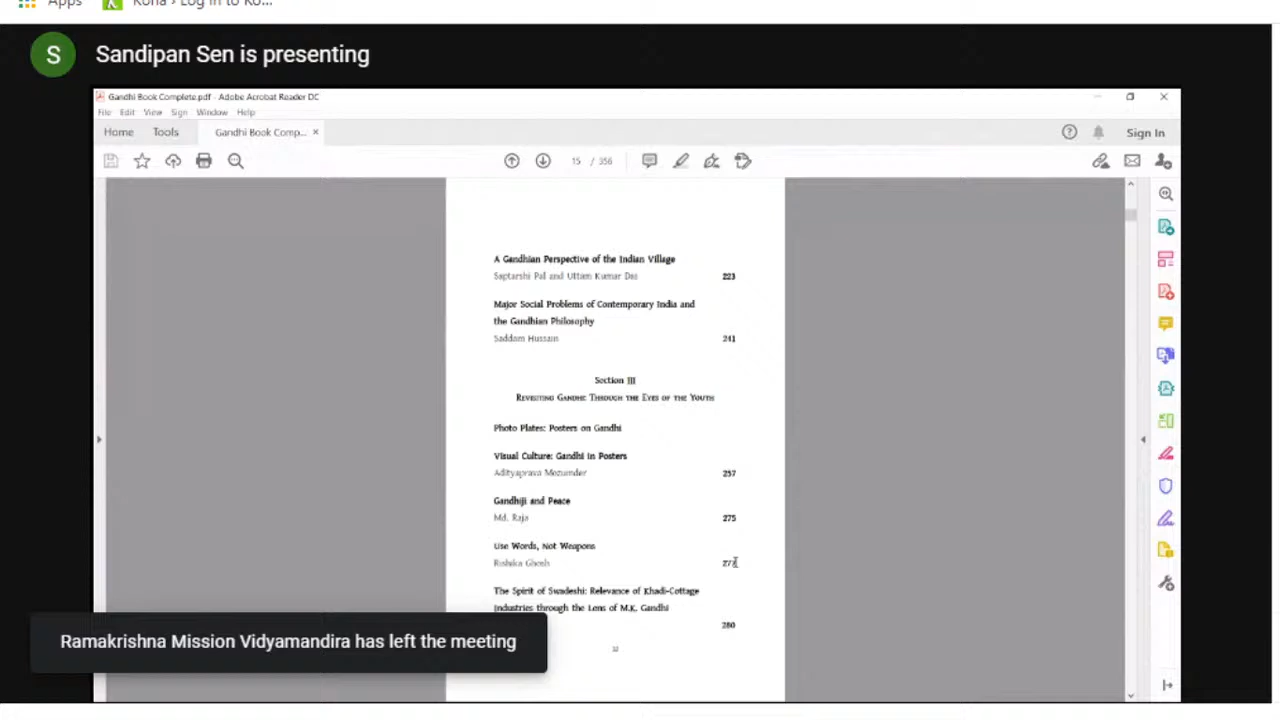 Apps
Sandipan Sen is presenting
S
Gandhi Book Complete.pdf - Adobe Acrobat Reader DC
File Edit View Sign Window Help
Home Tools Gandhi Book Comp... × Sign In
15 / 356
A Gandhian Perspective of the Indian Village
Saptarshi Pal and Uttam Kumar Das 223
Major Social Problems of Contemporary India and
the Gandhian Philosophy
Saddam Hussain 241
Section III
Revisiting Gandhi: Through the Eyes of the Youth
Photo Plates: Posters on Gandhi
Visual Culture: Gandhi in Posters
Adityaprava Mozumder 257
Gandhiji and Peace
Md. Raja 275
Use Words, Not Weapons
Rishika Ghosh
The Spirit of Swadeshi: Relevance of Khadi-Cottage
Industries through the Lens of M.K. Gandhi
280
Ramakrishna Mission Vidyamandira has left the meeting